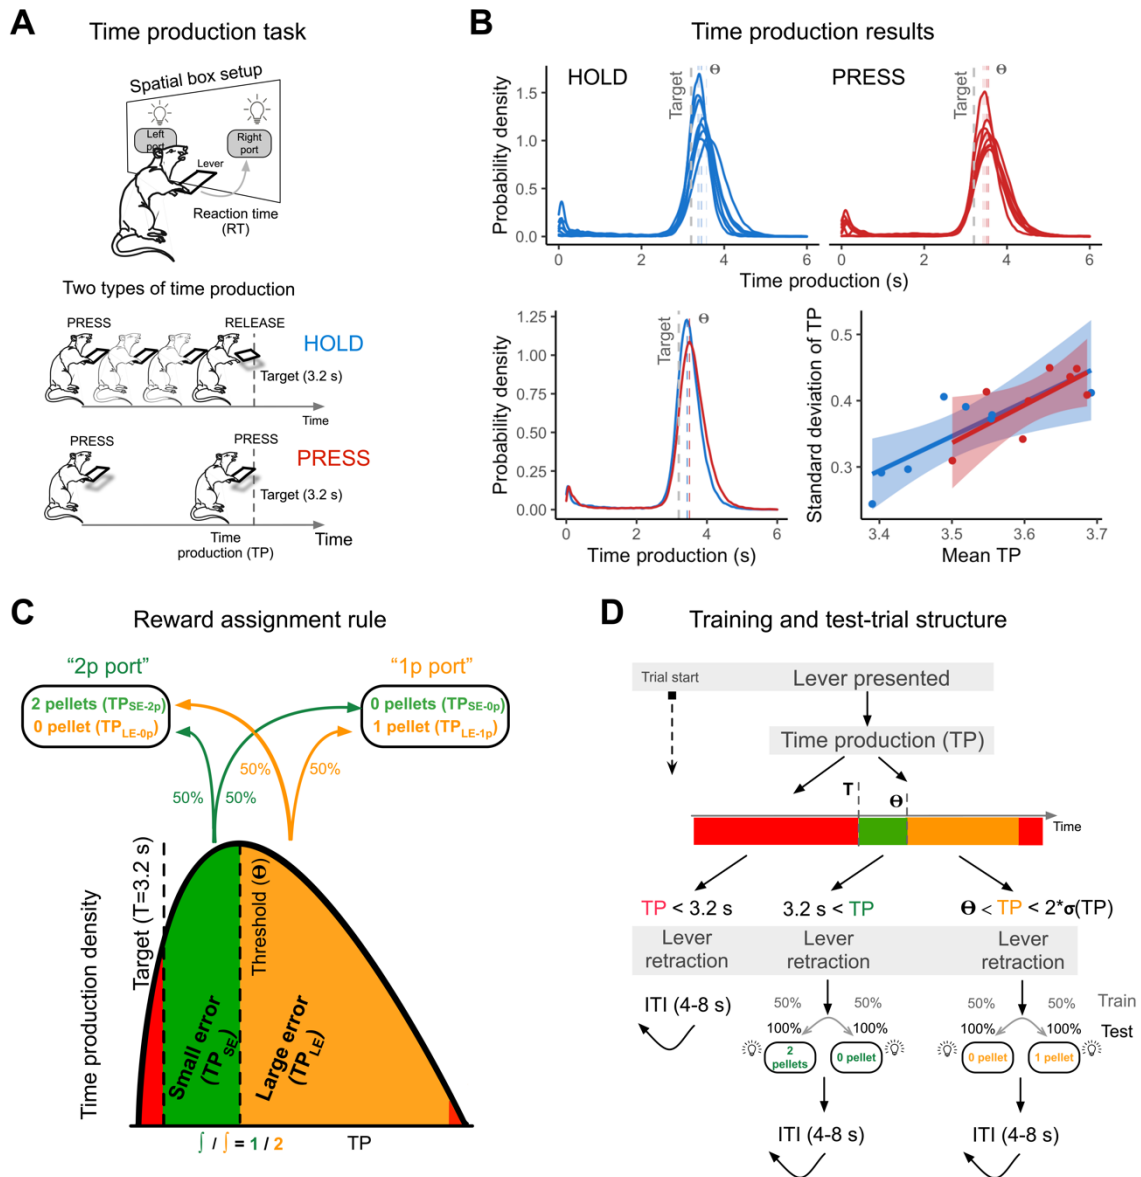 A
Time production task
Spatial box setup
Left
port
Right
port
Lever
Reaction time
(RT)
Two types of time production
PRESS
RELEASE
HOLD
Target (3.2 s)
Time
PRESS
PRESS
PRESS
Target (3.2 s)
Time
production (TP)
Time
B
Time production results
Probability density
1.5
1.0
0.5
0.0
HOLD
Target
Θ
PRESS
Target
Θ
0
2
4
6
0
2
4
6
Time production (s)
Probability density
1.25
1.00
0.75
0.50
0.25
0.00
Target
Θ
0
2
4
6
Time production (s)
Standard deviation of TP
0.5
0.4
0.3
3.4
3.5
3.6
3.7
Mean TP
C
Reward assignment rule
“2p port”
“1p port”
2 pellets (TPSE-2p)
0 pellet (TPLE-0p)
0 pellets (TPSE-0p)
1 pellet (TPLE-1p)
50%
50%
50%
50%
Time production density
Target (T=3.2 s)
Threshold (Θ)
Small error
(TPSE)
Large error
(TPLE)
∫ / ∫ = 1 / 2
TP
D
Training and test-trial structure
Trial start
Lever presented
Time production (TP)
T
Θ
Time
TP < 3.2 s
3.2 s < TP
Θ < TP < 2*σ(TP)
Lever
retraction
Lever
retraction
Lever
retraction
ITI (4-8 s)
50%
50%
50%
50%
Train
100%
100%
100%
100%
Test
2
pellets
0 pellet
0 pellet
1 pellet
ITI (4-8 s)
ITI (4-8 s)